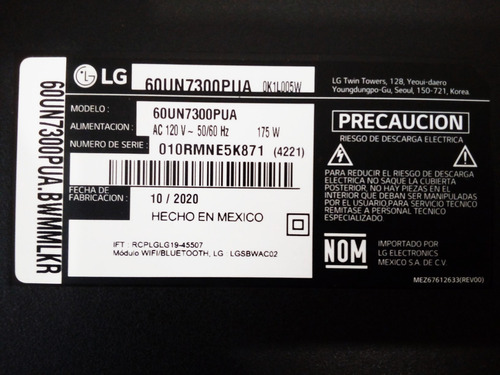 60UN7300PUA.BWMMLKR
LG
60UN7300PUA 0K1L005W
MODELO : 60UN7300PUA
ALIMENTACION : AC 120 V ~ 50/60 Hz 175 W
NUMERO DE SERIE : 010RMNE5K871 (4221)
FECHA DE
FABRICACION : 10 / 2020
HECHO EN MEXICO
IFT : RCPLGLG19-45507
Módulo WIFI/BLUETOOTH, LG : LGSBWAC02
LG Twin Towers, 128, Yeoui-daero
Youngdungpo-Gu, Seoul, 150-721, Korea
PRECAUCION
RIESGO DE DESCARGA ELECTRICA
PARA REDUCIR EL RIESGO DE DESCARGA
ELECTRICA NO SAQUE LA CUBIERTA
POSTERIOR, NO HAY PIEZAS EN EL
INTERIOR QUE DEBAN SER MANIPULADAS
POR EL USUARIO.PARA SERVICIO TECNICO
REMITASE A PERSONAL TECNICO
ESPECIALIZADO.
NOM
IMPORTADO POR
LG ELECTRONICS
MEXICO S.A. DE C.V.
MEZ67612633(REV00)